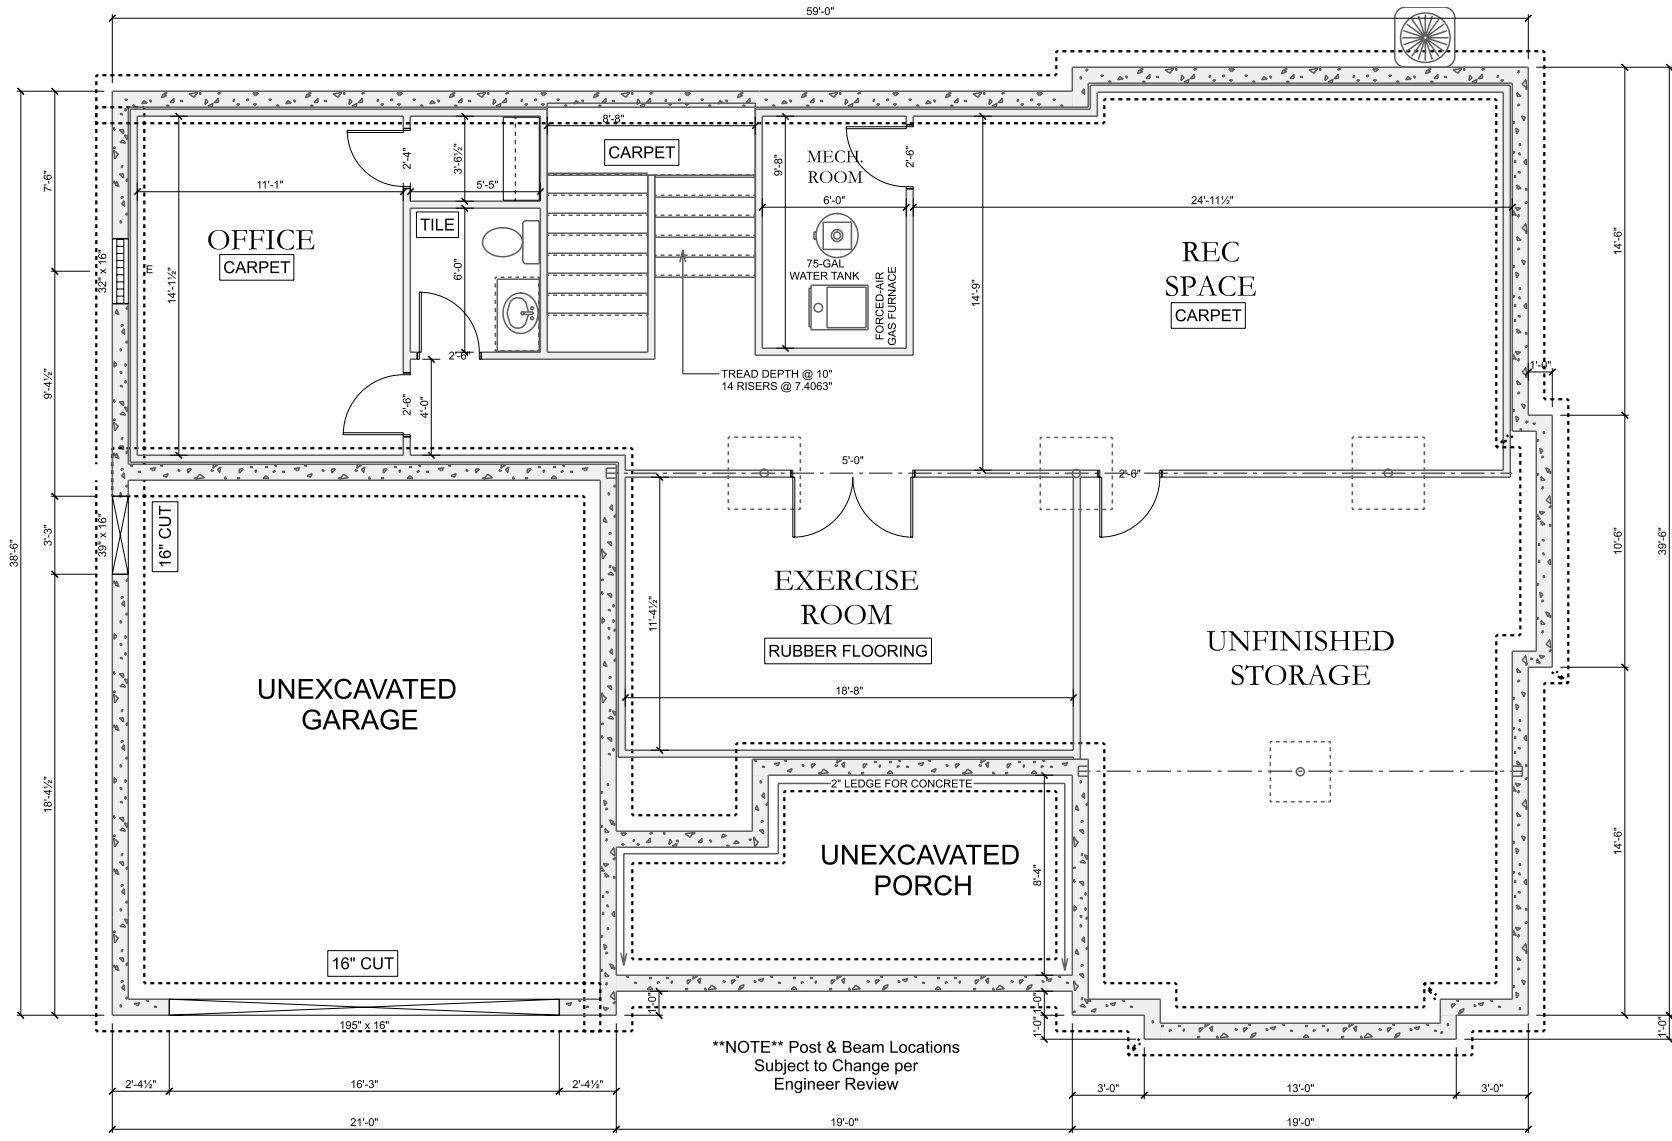 59'-0"
8'-8"
CARPET
MECH.
ROOM
2'-4"
3'-6½"
9'-8"
2'-6"
7'-6"
11'-1"
5'-5"
6'-0"
24'-11½"
14'-6"
TILE
OFFICE
CARPET
REC
SPACE
CARPET
32" x 16"
E
14'-1½"
6'-0"
75-GAL
WATER TANK
FORCED-AIR
GAS FURNACE
14'-9"
2'-6"
TREAD DEPTH @ 10"
14 RISERS @ 7.4063"
1'-0"
9'-4½"
2'-6"
4'-0"
5'-0"
2'-6"
38'-6"
3'-3"
39" x 16"
16" CUT
10'-6"
39'-6"
EXERCISE
ROOM
RUBBER FLOORING
11'-4½"
18'-8"
UNFINISHED
STORAGE
UNEXCAVATED
GARAGE
18'-4½"
2" LEDGE FOR CONCRETE
UNEXCAVATED
PORCH
8'-4"
14'-6"
16" CUT
195" x 16"
1'-0"
1'-0"
1'-0"
1'-0"
**NOTE** Post & Beam Locations
Subject to Change per
Engineer Review
2'-4½"
16'-3"
2'-4½"
3'-0"
13'-0"
3'-0"
21'-0"
19'-0"
19'-0"